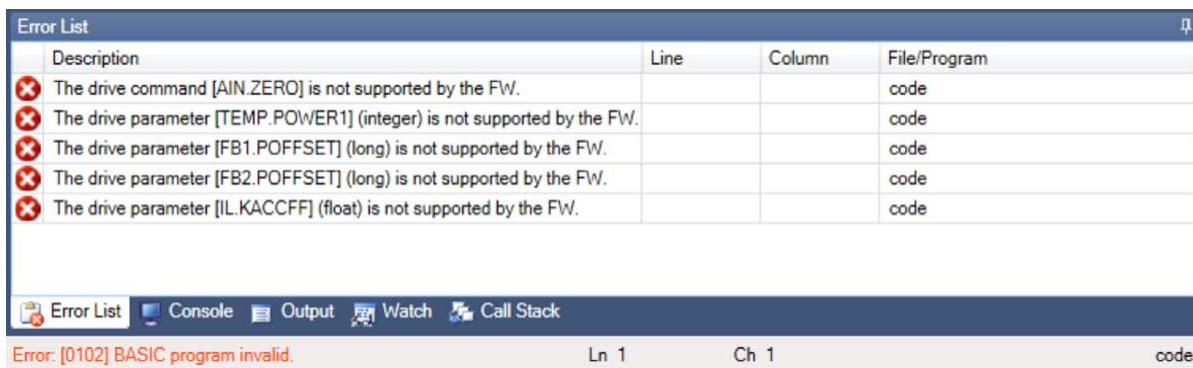 Error List
Description Line Column File/Program
The drive command [AIN.ZERO] is not supported by the FW. code
The drive parameter [TEMP.POWER1] (integer) is not supported by the FW. code
The drive parameter [FB1.POFFSET] (long) is not supported by the FW. code
The drive parameter [FB2.POFFSET] (long) is not supported by the FW. code
The drive parameter [IL.KACCFF] (float) is not supported by the FW. code
Error List Console Output Watch Call Stack
Error: [0102] BASIC program invalid. Ln 1 Ch 1 code